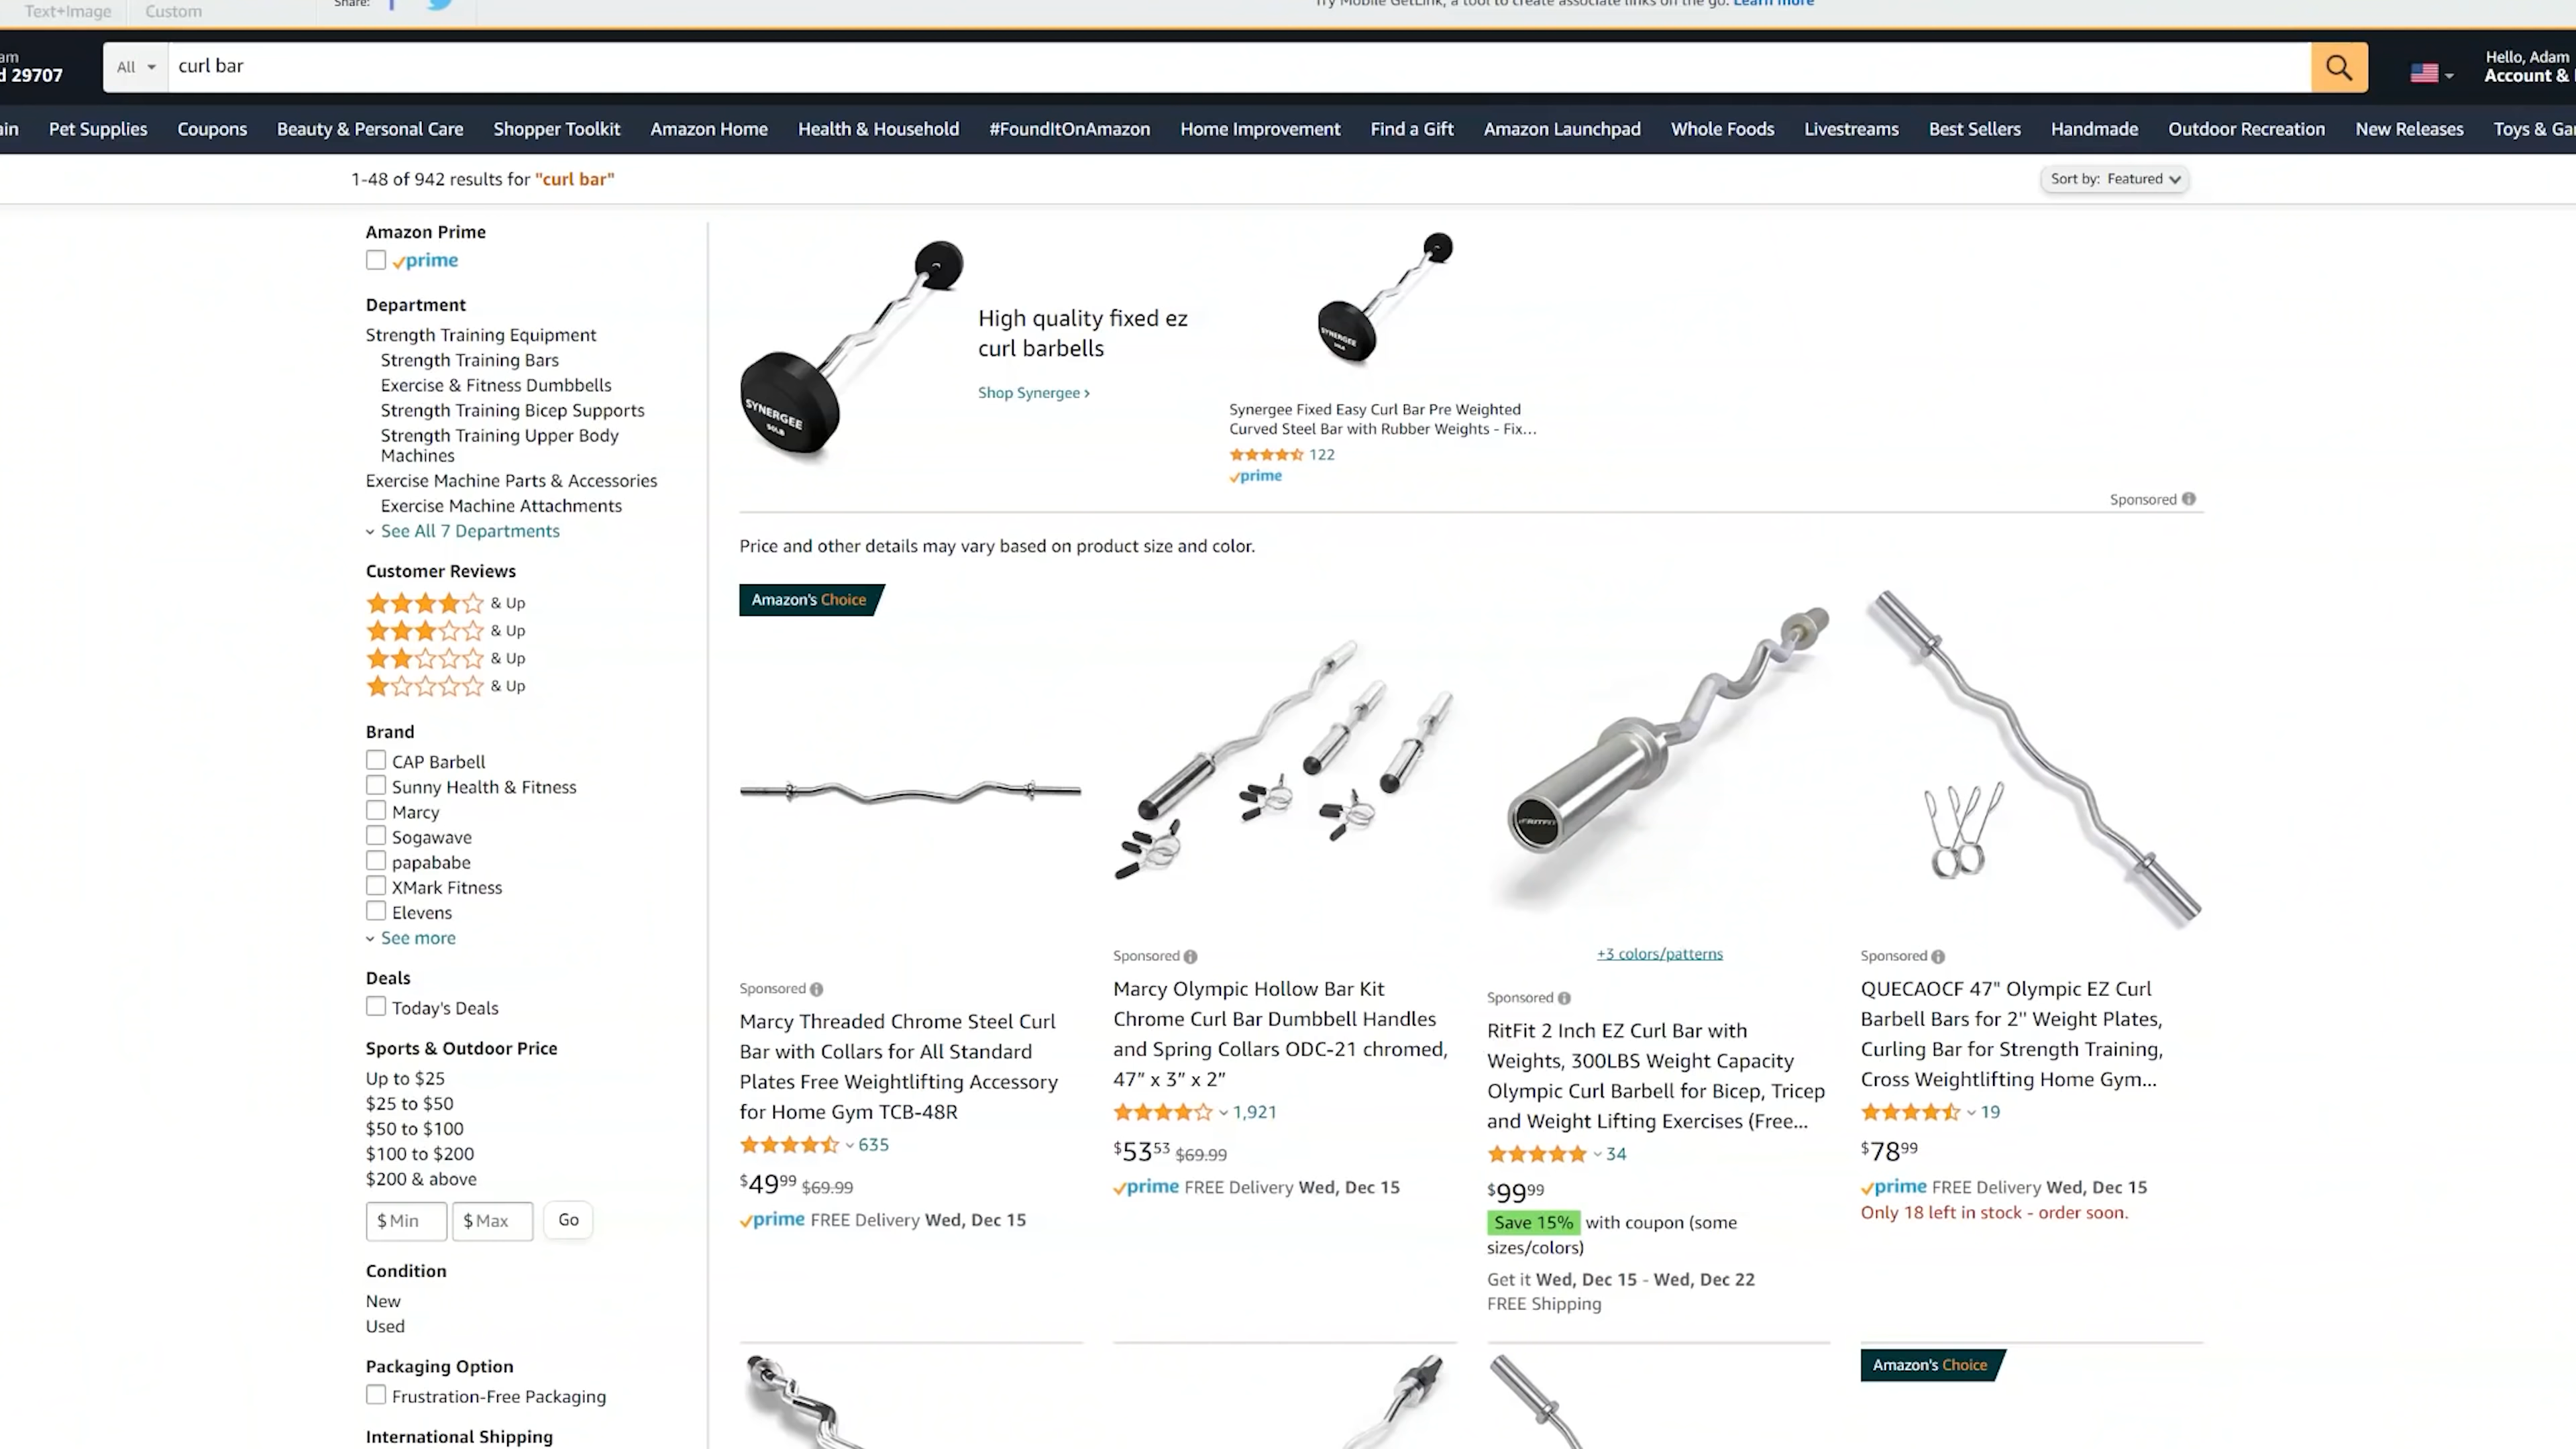 Text+Image Custom Share:
Try Mobile GetLink, a tool to create associate links on the go. Learn more
am
d 29707
All
curl bar
Hello, Adam
Account &
in Pet Supplies Coupons Beauty & Personal Care Shopper Toolkit Amazon Home Health & Household #FoundItOnAmazon Home Improvement Find a Gift Amazon Launchpad Whole Foods Livestreams Best Sellers Handmade Outdoor Recreation New Releases Toys & Ga
1-48 of 942 results for "curl bar"
Sort by: Featured
Amazon Prime
prime
Department
Strength Training Equipment
Strength Training Bars
Exercise & Fitness Dumbbells
Strength Training Bicep Supports
Strength Training Upper Body
Machines
Exercise Machine Parts & Accessories
Exercise Machine Attachments
See All 7 Departments
Customer Reviews
& Up
& Up
& Up
& Up
Brand
CAP Barbell
Sunny Health & Fitness
Marcy
Sogawave
papababe
XMark Fitness
Elevens
See more
Deals
Today's Deals
Sports & Outdoor Price
Up to $25
$25 to $50
$50 to $100
$100 to $200
$200 & above
$ Min $ Max Go
Condition
New
Used
Packaging Option
Frustration-Free Packaging
International Shipping
SYNERGEE
50LB
High quality fixed ez
curl barbells
Shop Synergee ›
SYNERGEE
Synergee Fixed Easy Curl Bar Pre Weighted
Curved Steel Bar with Rubber Weights - Fix...
122
prime
Sponsored
Price and other details may vary based on product size and color.
Amazon's Choice
Sponsored
Marcy Threaded Chrome Steel Curl
Bar with Collars for All Standard
Plates Free Weightlifting Accessory
for Home Gym TCB-48R
635
$49.99 $69.99
prime FREE Delivery Wed, Dec 15
Sponsored
Marcy Olympic Hollow Bar Kit
Chrome Curl Bar Dumbbell Handles
and Spring Collars ODC-21 chromed,
47” x 3” x 2”
1,921
$53.53 $69.99
prime FREE Delivery Wed, Dec 15
RITFIT
+3 colors/patterns
Sponsored
RitFit 2 Inch EZ Curl Bar with
Weights, 300LBS Weight Capacity
Olympic Curl Barbell for Bicep, Tricep
and Weight Lifting Exercises (Free...
34
$99.99
Save 15% with coupon (some
sizes/colors)
Get it Wed, Dec 15 - Wed, Dec 22
FREE Shipping
Sponsored
QUECAOCF 47" Olympic EZ Curl
Barbell Bars for 2'' Weight Plates,
Curling Bar for Strength Training,
Cross Weightlifting Home Gym...
19
$78.99
prime FREE Delivery Wed, Dec 15
Only 18 left in stock - order soon.
Amazon's Choice